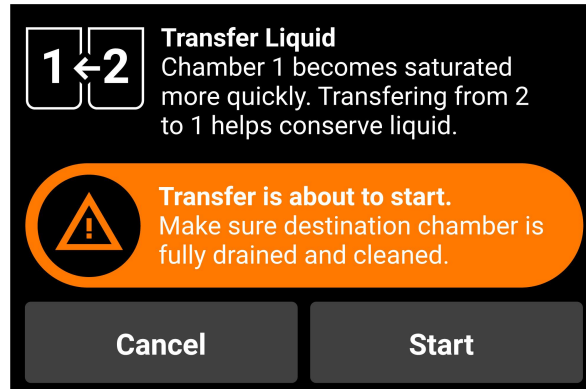 1←2
Transfer Liquid
Chamber 1 becomes saturated
more quickly. Transfering from 2
to 1 helps conserve liquid.
Transfer is about to start.
Make sure destination chamber is
fully drained and cleaned.
Cancel
Start